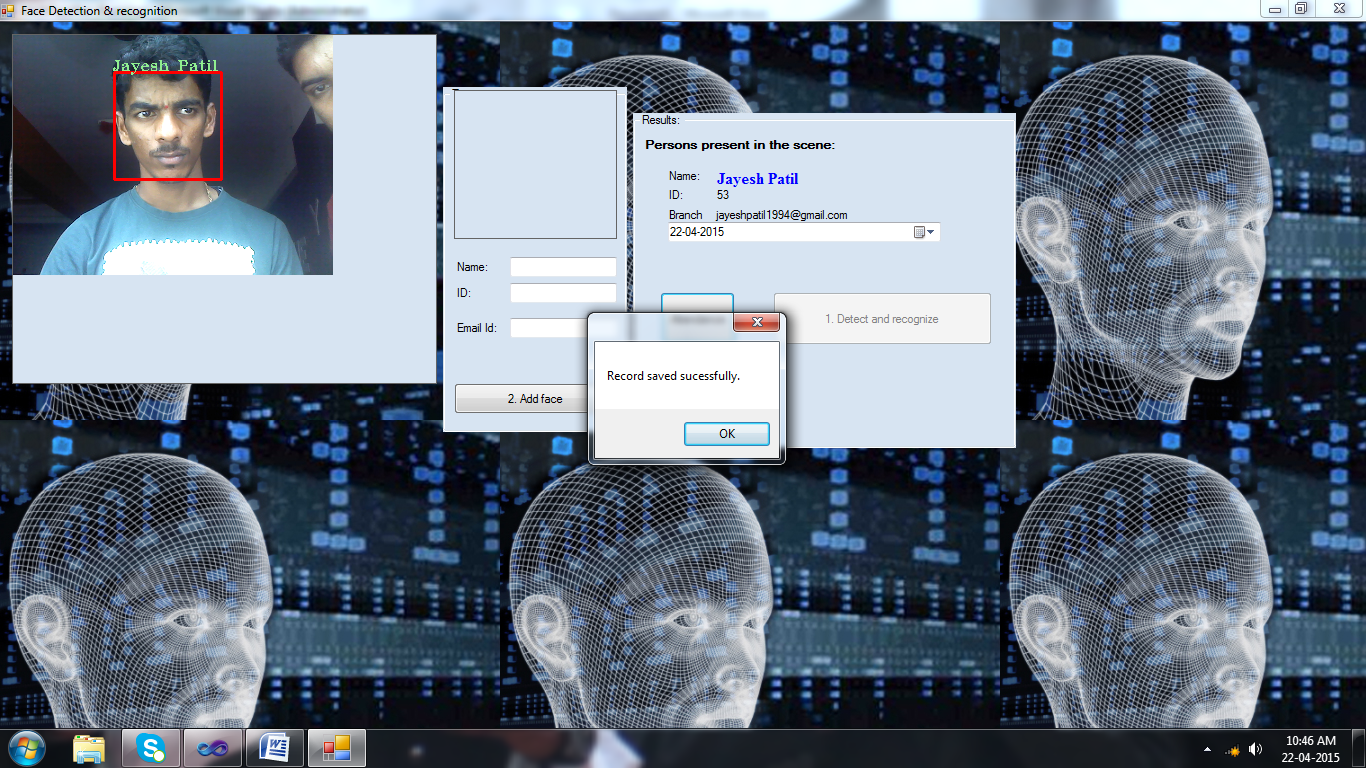 Face Detection & recognition
Jayesh Patil
Name:
ID:
Email Id:
2. Add face
Results:
Persons present in the scene:
Name: Jayesh Patil
ID: 53
Branch jayeshpatil1994@gmail.com
22-04-2015
1. Detect and recognize
Record saved sucessfully.
OK
10:46 AM
22-04-2015